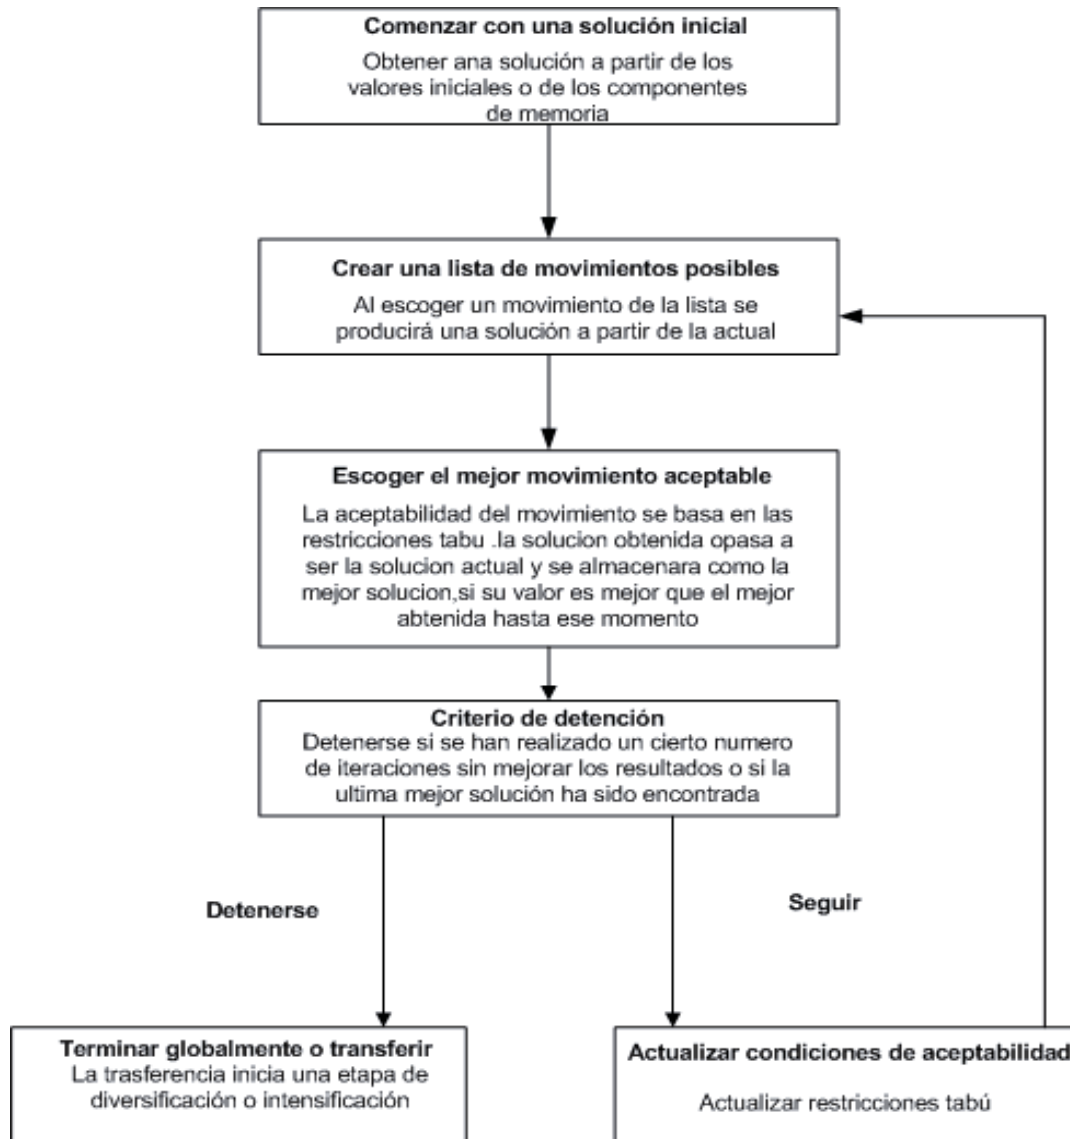 Comenzar con una solución inicial
Obtener ana solución a partir de los
valores iniciales o de los componentes
de memoria
Crear una lista de movimientos posibles
Al escoger un movimiento de la lista se
producirá una solución a partir de la actual
Escoger el mejor movimiento aceptable
La aceptabilidad del movimiento se basa en las
restricciones tabu .la solucion obtenida opasa a
ser la solucion actual y se almacenara como la
mejor solucion,si su valor es mejor que el mejor
abtenida hasta ese momento
Criterio de detención
Detenerse si se han realizado un cierto numero
de iteraciones sin mejorar los resultados o si la
ultima mejor solución ha sido encontrada
Detenerse
Seguir
Terminar globalmente o transferir
La trasferencia inicia una etapa de
diversificación o intensificación
Actualizar condiciones de aceptabilidad
Actualizar restricciones tabú